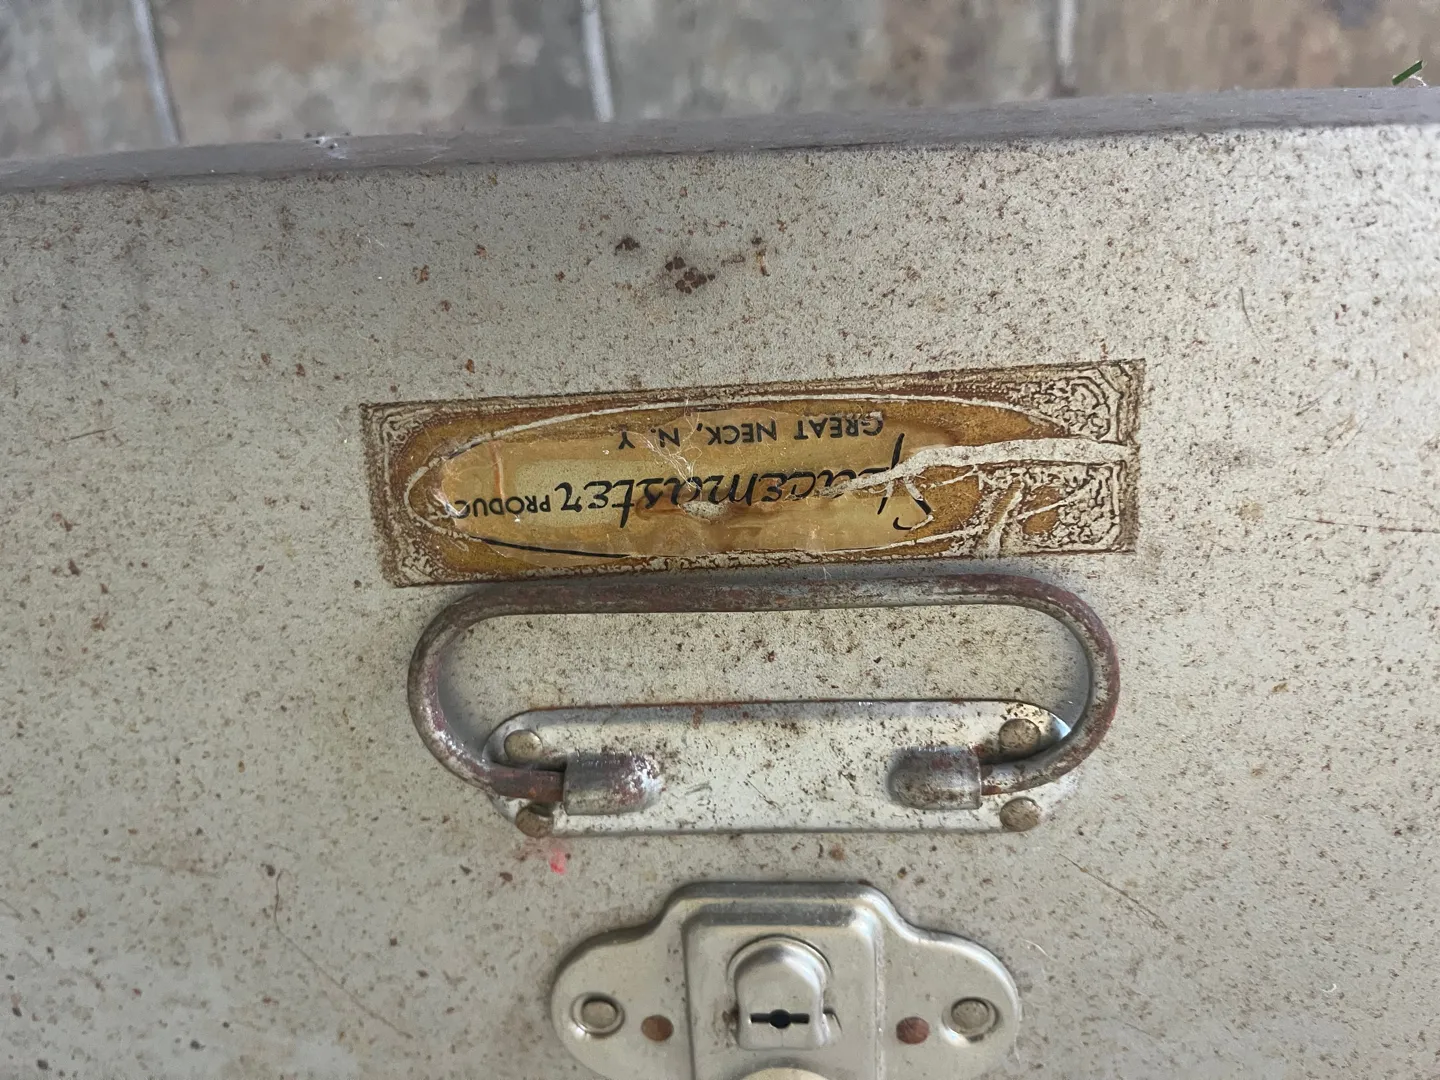 Spacemaster PRODUC
GREAT NECK, N. Y